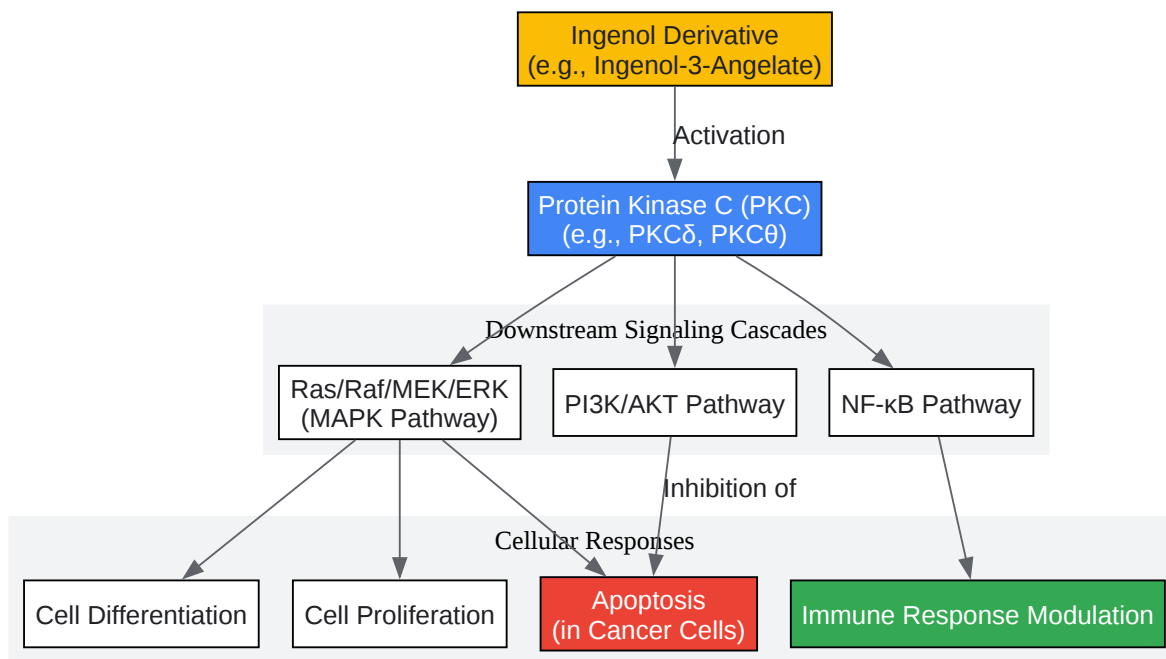 Ingenol Derivative
(e.g., Ingenol-3-Angelate)
Activation
Protein Kinase C (PKC)
(e.g., PKCδ, PKCθ)
Downstream Signaling Cascades
Ras/Raf/MEK/ERK
(MAPK Pathway)
PI3K/AKT Pathway
NF-κB Pathway
Inhibition of
Cellular Responses
Cell Differentiation
Cell Proliferation
Apoptosis
(in Cancer Cells)
Immune Response Modulation